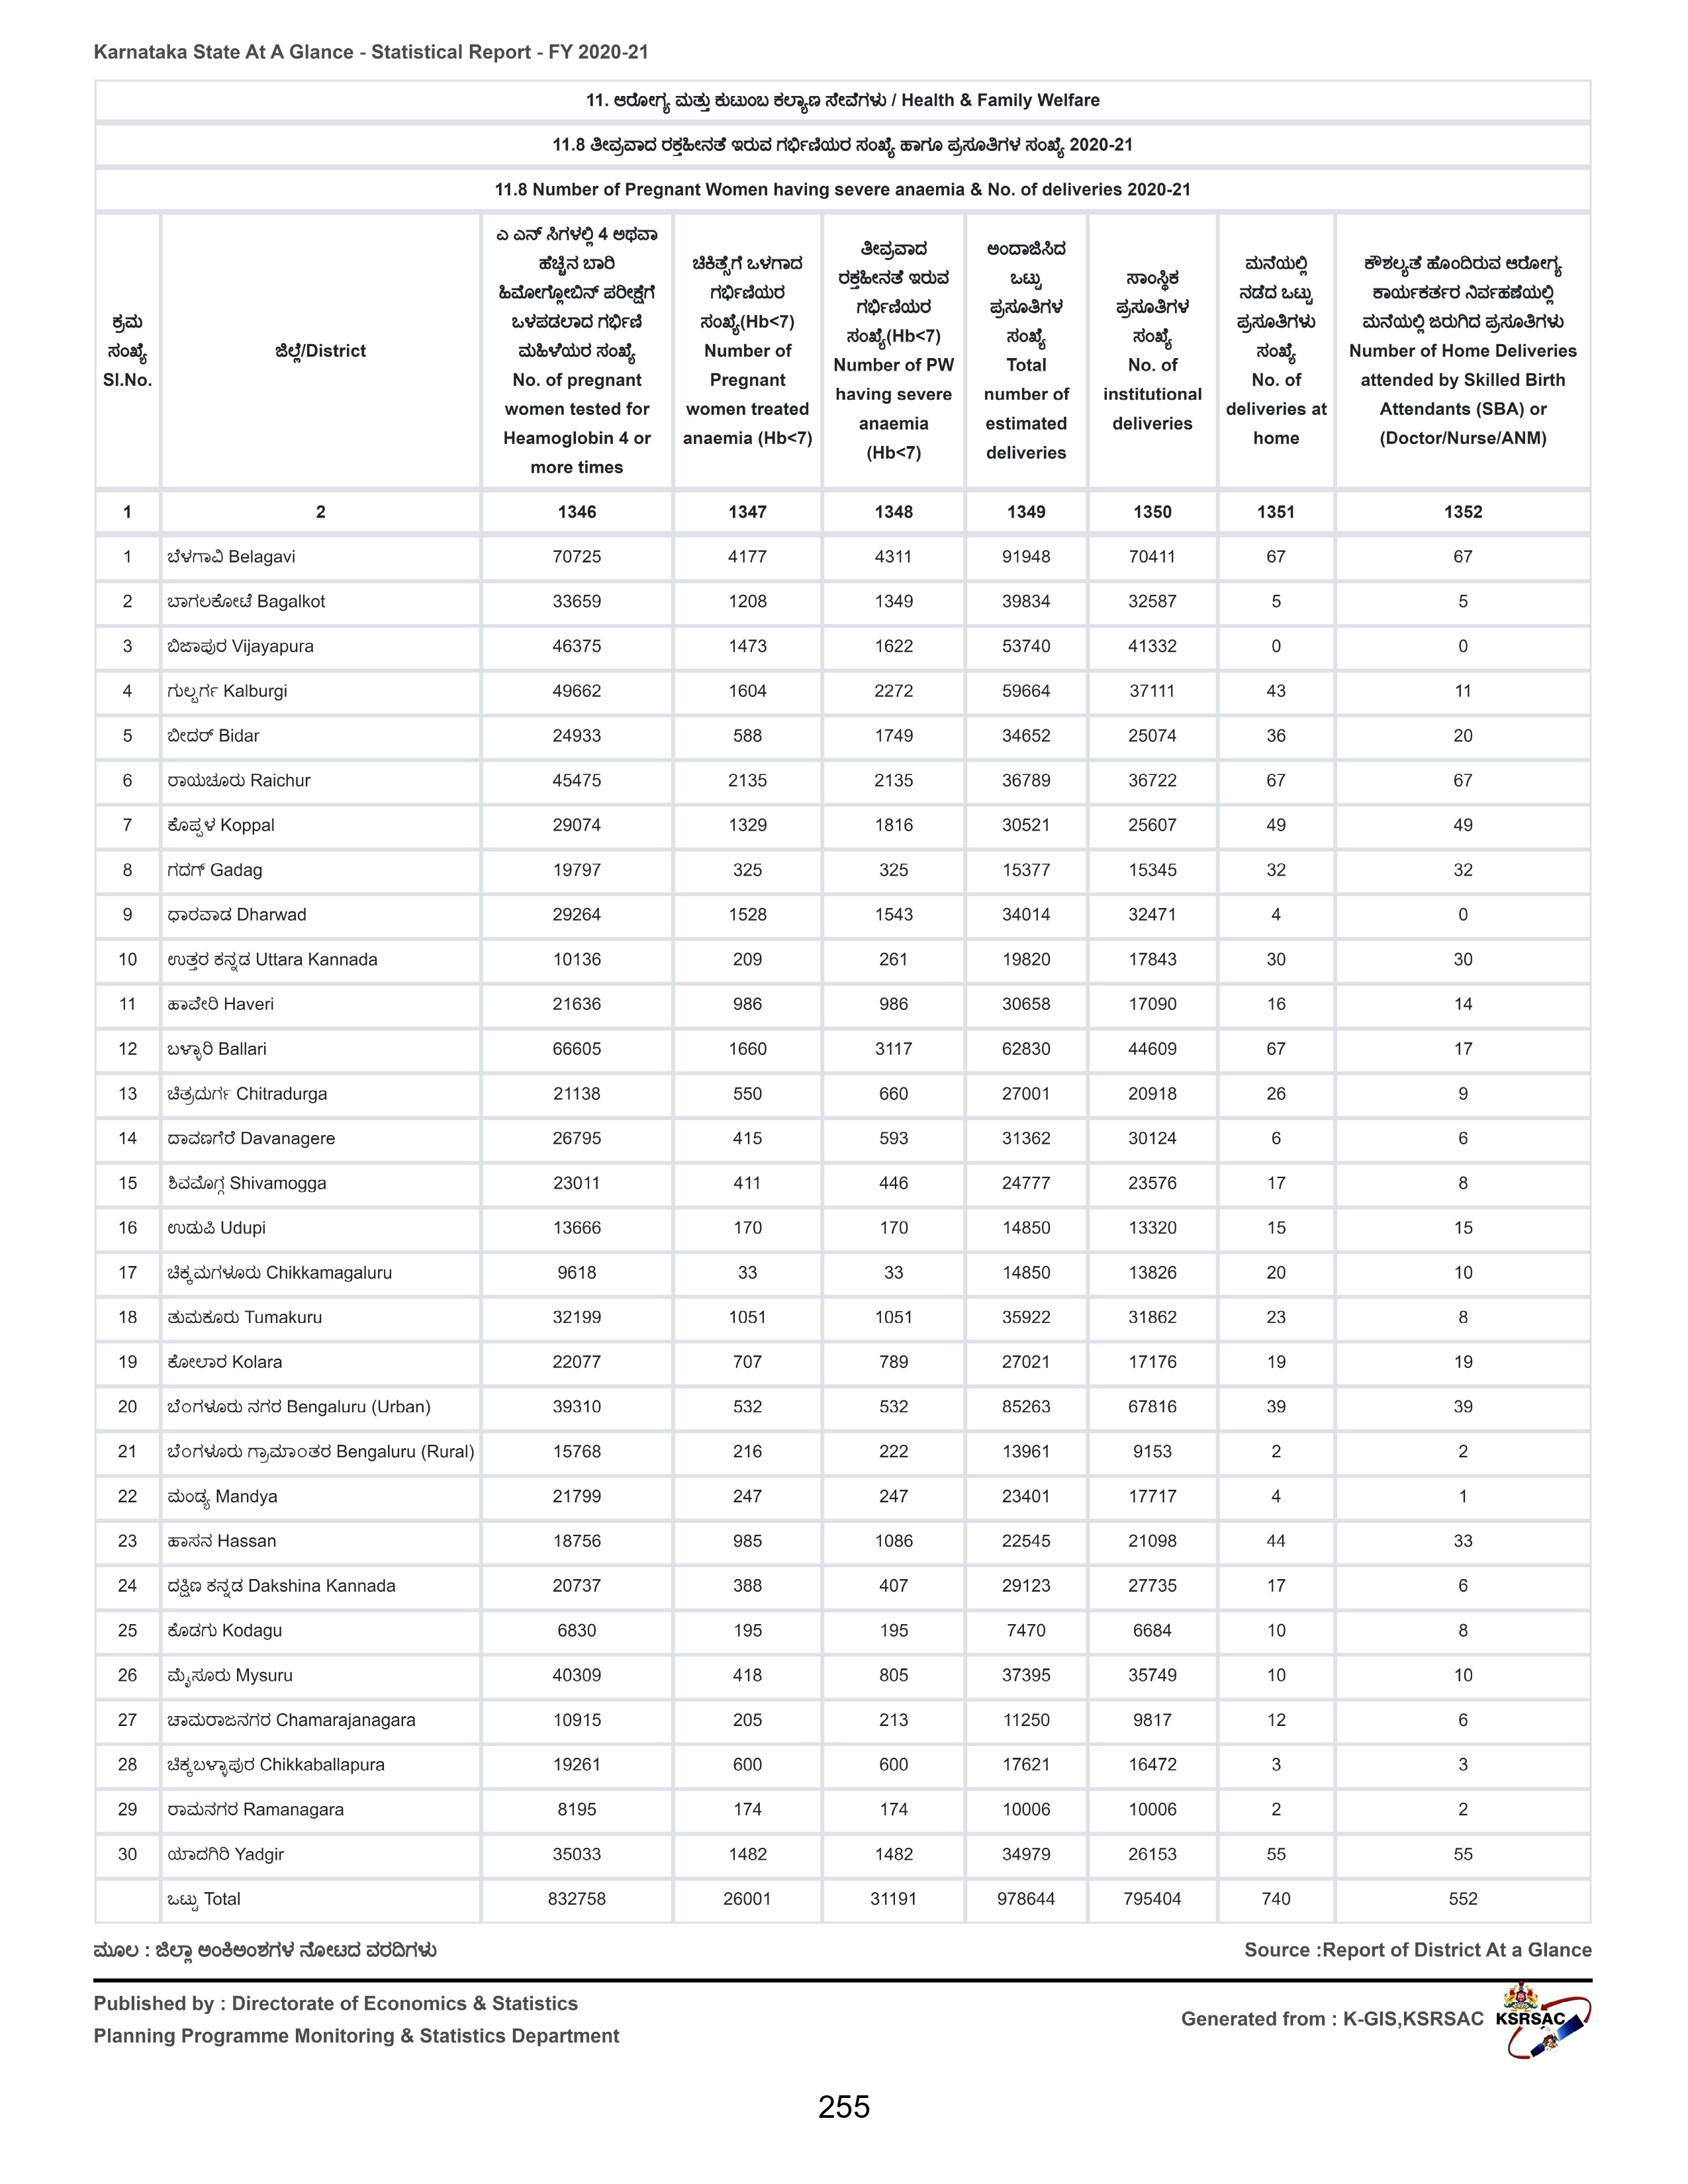 Karnataka State At A Glance - Statistical Report - FY 2020-21
11. ಆರೋಗ್ಯ ಮತ್ತು ಕುಟುಂಬ ಕಲ್ಯಾಣ ಸೇವೆಗಳು / Health & Family Welfare
11.8 ತೀವ್ರವಾದ ರಕ್ತಹೀನತೆ ಇರುವ ಗರ್ಭಿಣಿಯರ ಸಂಖ್ಯೆ ಹಾಗೂ ಪ್ರಸೂತಿಗಳ ಸಂಖ್ಯೆ 2020-21
11.8 Number of Pregnant Women having severe anaemia & No. of deliveries 2020-21
ಕ್ರಮ
ಸಂಖ್ಯೆ
Sl.No.
ಜಿಲ್ಲೆ/District
ಎ ಎನ್ ಸಿಗಳಲ್ಲಿ 4 ಅಥವಾ
ಹೆಚ್ಚಿನ ಬಾರಿ
ಹಿಮೋಗ್ಲೋಬಿನ್ ಪರೀಕ್ಷೆಗೆ
ಒಳಪಡಲಾದ ಗರ್ಭಿಣಿ
ಮಹಿಳೆಯರ ಸಂಖ್ಯೆ
No. of pregnant
women tested for
Heamoglobin 4 or
more times
ಚಿಕಿತ್ಸೆಗೆ ಒಳಗಾದ
ಗರ್ಭಿಣಿಯರ
ಸಂಖ್ಯೆ(Hb<7)
Number of
Pregnant
women treated
anaemia (Hb<7)
ತೀವ್ರವಾದ
ರಕ್ತಹೀನತೆ ಇರುವ
ಗರ್ಭಿಣಿಯರ
ಸಂಖ್ಯೆ(Hb<7)
Number of PW
having severe
anaemia
(Hb<7)
ಅಂದಾಜಿಸಿದ
ಒಟ್ಟು
ಪ್ರಸೂತಿಗಳ
ಸಂಖ್ಯೆ
Total
number of
estimated
deliveries
ಸಾಂಸ್ಥಿಕ
ಪ್ರಸೂತಿಗಳ
ಸಂಖ್ಯೆ
No. of
institutional
deliveries
ಮನೆಯಲ್ಲಿ
ನಡೆದ ಒಟ್ಟು
ಪ್ರಸೂತಿಗಳು
ಸಂಖ್ಯೆ
No. of
deliveries at
home
ಕೌಶಲ್ಯತೆ ಹೊಂದಿರುವ ಆರೋಗ್ಯ
ಕಾರ್ಯಕರ್ತರ ನಿರ್ವಹಣೆಯಲ್ಲಿ
ಮನೆಯಲ್ಲಿ ಜರುಗಿದ ಪ್ರಸೂತಿಗಳು
Number of Home Deliveries
attended by Skilled Birth
Attendants (SBA) or
(Doctor/Nurse/ANM)
1 2 1346 1347 1348 1349 1350 1351 1352
1 ಬೆಳಗಾವಿ Belagavi 70725 4177 4311 91948 70411 67 67
2 ಬಾಗಲಕೋಟೆ Bagalkot 33659 1208 1349 39834 32587 5 5
3 ಬಿಜಾಪುರ Vijayapura 46375 1473 1622 53740 41332 0 0
4 ಗುಲ್ಬರ್ಗ Kalburgi 49662 1604 2272 59664 37111 43 11
5 ಬೀದರ್ Bidar 24933 588 1749 34652 25074 36 20
6 ರಾಯಚೂರು Raichur 45475 2135 2135 36789 36722 67 67
7 ಕೊಪ್ಪಳ Koppal 29074 1329 1816 30521 25607 49 49
8 ಗದಗ್ Gadag 19797 325 325 15377 15345 32 32
9 ಧಾರವಾಡ Dharwad 29264 1528 1543 34014 32471 4 0
10 ಉತ್ತರ ಕನ್ನಡ Uttara Kannada 10136 209 261 19820 17843 30 30
11 ಹಾವೇರಿ Haveri 21636 986 986 30658 17090 16 14
12 ಬಳ್ಳಾರಿ Ballari 66605 1660 3117 62830 44609 67 17
13 ಚಿತ್ರದುರ್ಗ Chitradurga 21138 550 660 27001 20918 26 9
14 ದಾವಣಗೆರೆ Davanagere 26795 415 593 31362 30124 6 6
15 ಶಿವಮೊಗ್ಗ Shivamogga 23011 411 446 24777 23576 17 8
16 ಉಡುಪಿ Udupi 13666 170 170 14850 13320 15 15
17 ಚಿಕ್ಕಮಗಳೂರು Chikkamagaluru 9618 33 33 14850 13826 20 10
18 ತುಮಕೂರು Tumakuru 32199 1051 1051 35922 31862 23 8
19 ಕೋಲಾರ Kolara 22077 707 789 27021 17176 19 19
20 ಬೆಂಗಳೂರು ನಗರ Bengaluru (Urban) 39310 532 532 85263 67816 39 39
21 ಬೆಂಗಳೂರು ಗ್ರಾಮಾಂತರ Bengaluru (Rural) 15768 216 222 13961 9153 2 2
22 ಮಂಡ್ಯ Mandya 21799 247 247 23401 17717 4 1
23 ಹಾಸನ Hassan 18756 985 1086 22545 21098 44 33
24 ದಕ್ಷಿಣ ಕನ್ನಡ Dakshina Kannada 20737 388 407 29123 27735 17 6
25 ಕೊಡಗು Kodagu 6830 195 195 7470 6684 10 8
26 ಮೈಸೂರು Mysuru 40309 418 805 37395 35749 10 10
27 ಚಾಮರಾಜನಗರ Chamarajanagara 10915 205 213 11250 9817 12 6
28 ಚಿಕ್ಕಬಳ್ಳಾಪುರ Chikkaballapura 19261 600 600 17621 16472 3 3
29 ರಾಮನಗರ Ramanagara 8195 174 174 10006 10006 2 2
30 ಯಾದಗಿರಿ Yadgir 35033 1482 1482 34979 26153 55 55
ಒಟ್ಟು Total 832758 26001 31191 978644 795404 740 552
ಮೂಲ : ಜಿಲ್ಲಾ ಅಂಕಿಅಂಶಗಳ ನೋಟದ ವರದಿಗಳು Source :Report of District At a Glance
Published by : Directorate of Economics & Statistics
Planning Programme Monitoring & Statistics Department
Generated from : K-GIS,KSRSAC KSRSAC
255